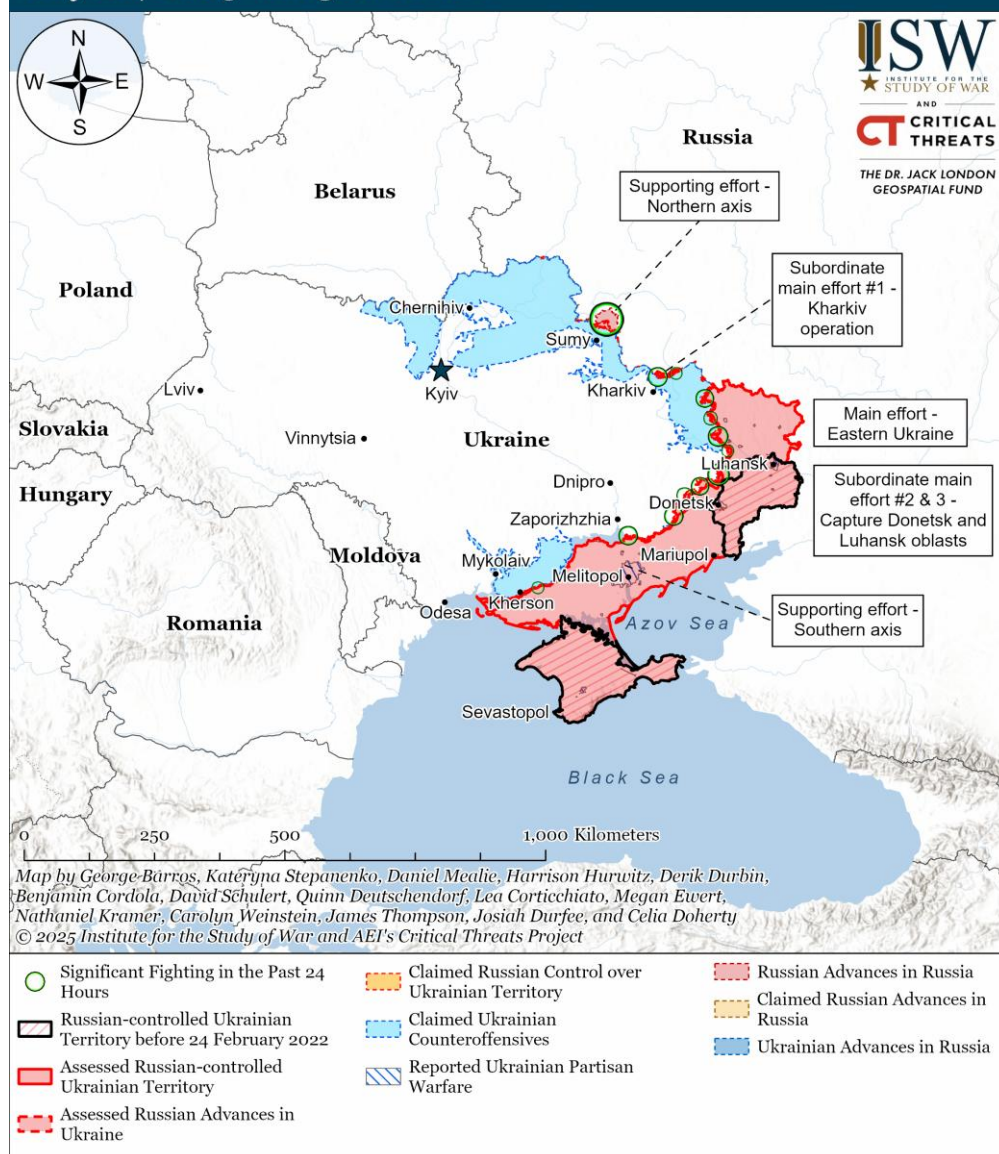 N
W
E
S
ISW
INSTITUTE FOR THE
STUDY OF WAR
AND
CT CRITICAL
THREATS
THE DR. JACK LONDON
GEOSPATIAL FUND
Russia
Supporting effort -
Northern axis
Belarus
Subordinate
main effort #1 -
Kharkiv
operation
Poland
Chernihiv
Sumy
Kyiv
Kharkiv
Lviv
Slovakia
Vinnytsia
Ukraine
Main effort -
Eastern Ukraine
Luhansk
Hungary
Dnipro
Donetsk
Subordinate main
effort #2 & 3 -
Capture Donetsk and
Luhansk oblasts
Zaporizhzhia
Moldova
Mykolaiv
Mariupol
Melitopol
Kherson
Odesa
Romania
Azov Sea
Supporting effort -
Southern axis
Sevastopol
Black Sea
0
250
500
1,000 Kilometers
Map by George Barros, Kateryna Stepanenko, Daniel Mealie, Harrison Hurwitz, Derik Durbin,
Benjamin Cordola, David Schulert, Quinn Deutschendorf, Lea Corticchiato, Megan Ewert,
Nathaniel Kramer, Carolyn Weinstein, James Thompson, Josiah Durfee, and Celia Doherty
© 2025 Institute for the Study of War and AEI's Critical Threats Project
Significant Fighting in the Past 24
Hours
Russian-controlled Ukrainian
Territory before 24 February 2022
Assessed Russian-controlled
Ukrainian Territory
Assessed Russian Advances in
Ukraine
Claimed Russian Control over
Ukrainian Territory
Claimed Ukrainian
Counteroffensives
Reported Ukrainian Partisan
Warfare
Russian Advances in Russia
Claimed Russian Advances in
Russia
Ukrainian Advances in Russia